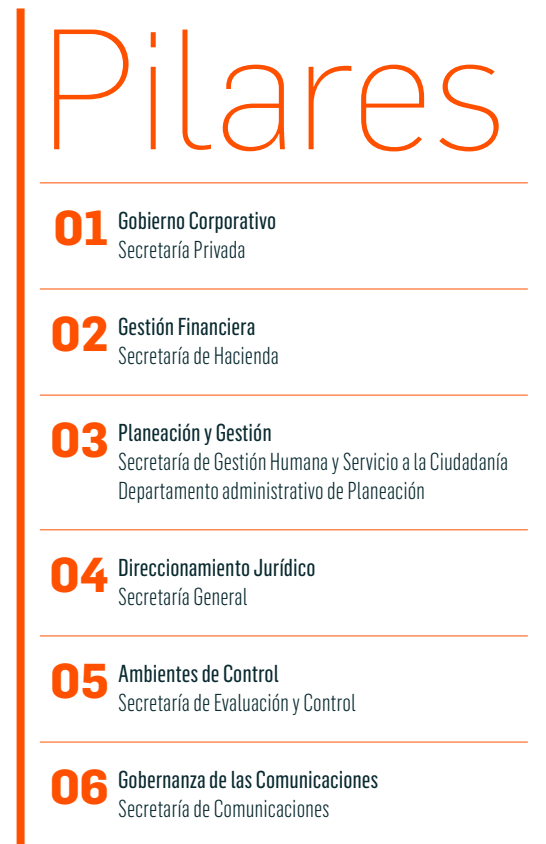 Pilares
01 Gobierno Corporativo
Secretaría Privada
02 Gestión Financiera
Secretaría de Hacienda
03 Planeación y Gestión
Secretaría de Gestión Humana y Servicio a la Ciudadanía
Departamento administrativo de Planeación
04 Direccionamiento Jurídico
Secretaría General
05 Ambientes de Control
Secretaría de Evaluación y Control
06 Gobernanza de las Comunicaciones
Secretaría de Comunicaciones